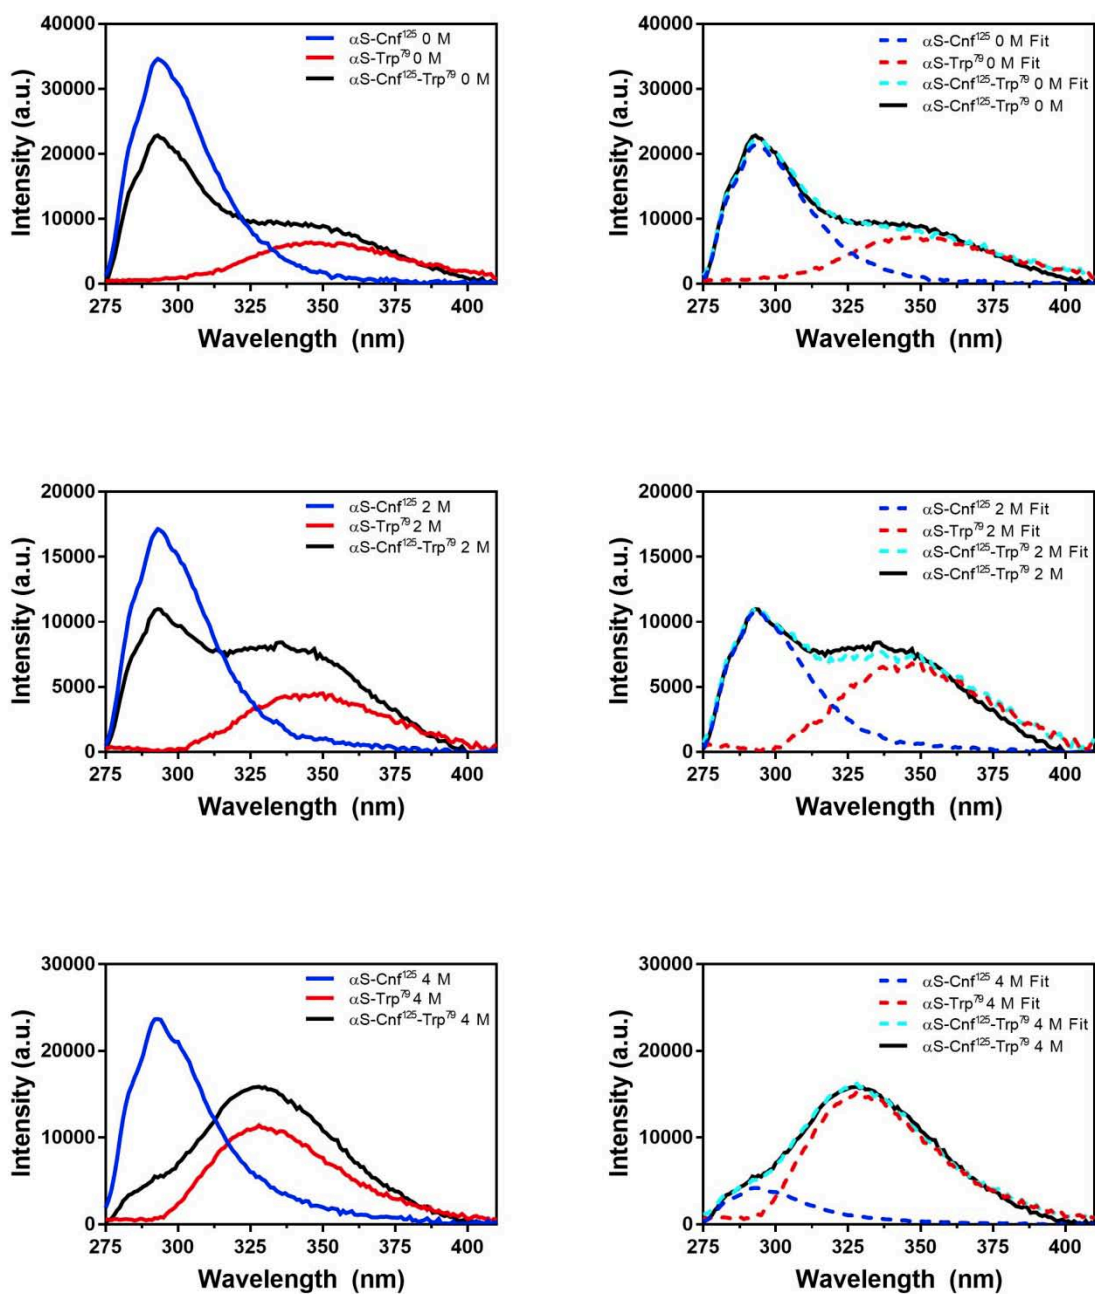 40000
30000
20000
10000
0
Intensity (a.u.)
275 300 325 350 375 400
Wavelength (nm)
αS-Cnf¹²⁵ 0 M
αS-Trp⁷⁹ 0 M
αS-Cnf¹²⁵-Trp⁷⁹ 0 M
40000
30000
20000
10000
0
Intensity (a.u.)
275 300 325 350 375 400
Wavelength (nm)
αS-Cnf¹²⁵ 0 M Fit
αS-Trp⁷⁹ 0 M Fit
αS-Cnf¹²⁵-Trp⁷⁹ 0 M Fit
αS-Cnf¹²⁵-Trp⁷⁹ 0 M
20000
15000
10000
5000
0
Intensity (a.u.)
275 300 325 350 375 400
Wavelength (nm)
αS-Cnf¹²⁵ 2 M
αS-Trp⁷⁹ 2 M
αS-Cnf¹²⁵-Trp⁷⁹ 2 M
20000
15000
10000
5000
0
Intensity (a.u.)
275 300 325 350 375 400
Wavelength (nm)
αS-Cnf¹²⁵ 2 M Fit
αS-Trp⁷⁹ 2 M Fit
αS-Cnf¹²⁵-Trp⁷⁹ 2 M Fit
αS-Cnf¹²⁵-Trp⁷⁹ 2 M
30000
20000
10000
0
Intensity (a.u.)
275 300 325 350 375 400
Wavelength (nm)
αS-Cnf¹²⁵ 4 M
αS-Trp⁷⁹ 4 M
αS-Cnf¹²⁵-Trp⁷⁹ 4 M
30000
20000
10000
0
Intensity (a.u.)
275 300 325 350 375 400
Wavelength (nm)
αS-Cnf¹²⁵ 4 M Fit
αS-Trp⁷⁹ 4 M Fit
αS-Cnf¹²⁵-Trp⁷⁹ 4 M Fit
αS-Cnf¹²⁵-Trp⁷⁹ 4 M